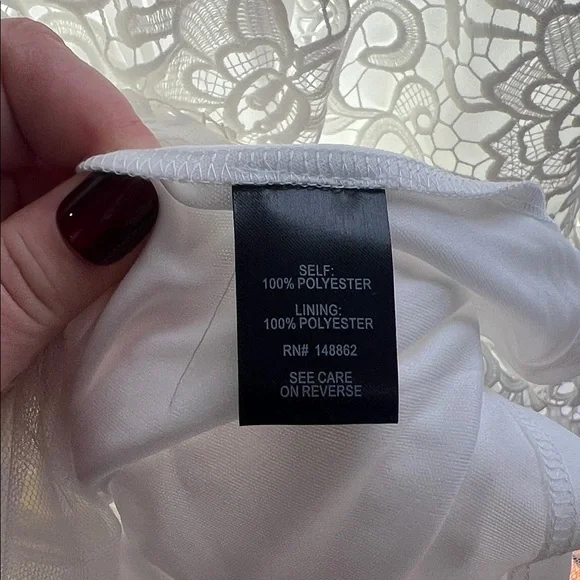 SELF:
100% POLYESTER
LINING:
100% POLYESTER
RN# 148862
SEE CARE
ON REVERSE